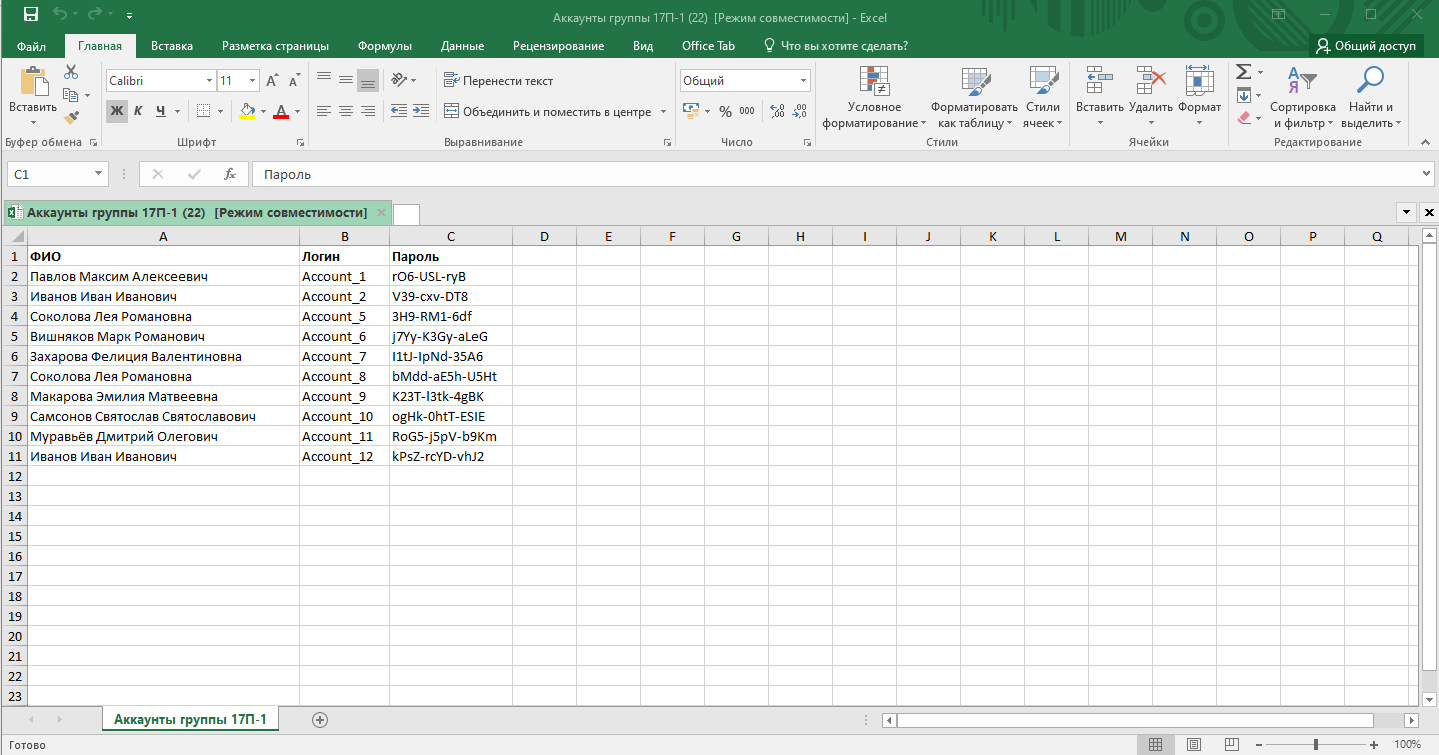 Аккаунты группы 17П-1 (22) [Режим совместимости] - Excel
Файл Главная Вставка Разметка страницы Формулы Данные Рецензирование Вид Office Tab Что вы хотите сделать? Общий доступ
Вставить
Буфер обмена
Calibri 11
Ж К Ч
Шрифт
Перенести текст
Объединить и поместить в центре
Выравнивание
Общий
% 000
Число
Условное форматирование
Форматировать как таблицу
Стили ячеек
Стили
Вставить Удалить Формат
Ячейки
Сортировка и фильтр
Найти и выделить
Редактирование
C1 fx Пароль
Аккаунты группы 17П-1 (22) [Режим совместимости]
A B C D E F G H I J K L M N O P Q
1 ФИО Логин Пароль
2 Павлов Максим Алексеевич Account_1 rO6-USL-ryB
3 Иванов Иван Иванович Account_2 V39-cxv-DT8
4 Соколова Лея Романовна Account_5 3H9-RM1-6df
5 Вишняков Марк Романович Account_6 j7Yy-K3Gy-aLeG
6 Захарова Фелиция Валентиновна Account_7 I1tJ-IpNd-35A6
7 Соколова Лея Романовна Account_8 bMdd-aE5h-U5Ht
8 Макарова Эмилия Матвеевна Account_9 K23T-l3tk-4gBK
9 Самсонов Святослав Святославович Account_10 ogHk-0htT-ESIE
10 Муравьёв Дмитрий Олегович Account_11 RoG5-j5pV-b9Km
11 Иванов Иван Иванович Account_12 kPsZ-rcYD-vhJ2
12
13
14
15
16
17
18
19
20
21
22
23
Аккаунты группы 17П-1
Готово 100%